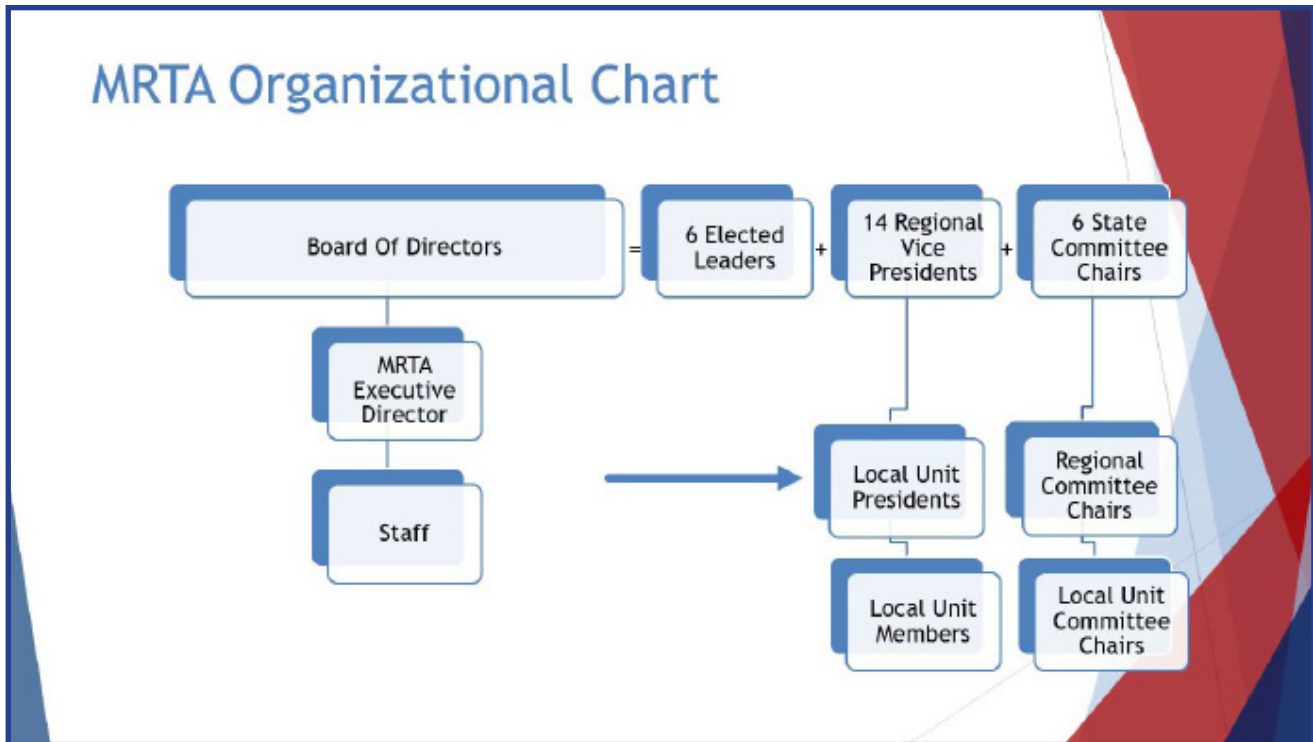 MRTA Organizational Chart
Board Of Directors
=
6 Elected
Leaders
+
14 Regional
Vice
Presidents
+
6 State
Committee
Chairs
MRTA
Executive
Director
Staff
Local Unit
Presidents
Regional
Committee
Chairs
Local Unit
Members
Local Unit
Committee
Chairs